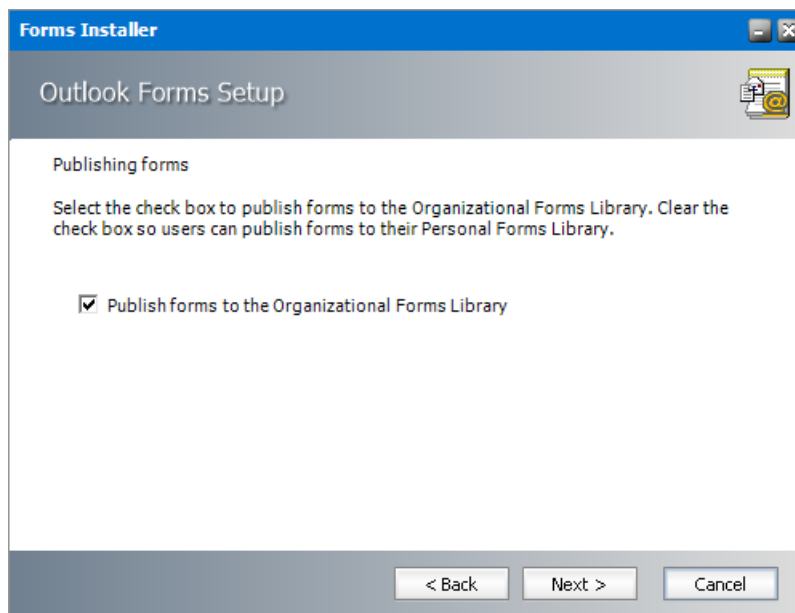 Forms Installer
Outlook Forms Setup
Publishing forms
Select the check box to publish forms to the Organizational Forms Library. Clear the
check box so users can publish forms to their Personal Forms Library.
Publish forms to the Organizational Forms Library
< Back
Next >
Cancel